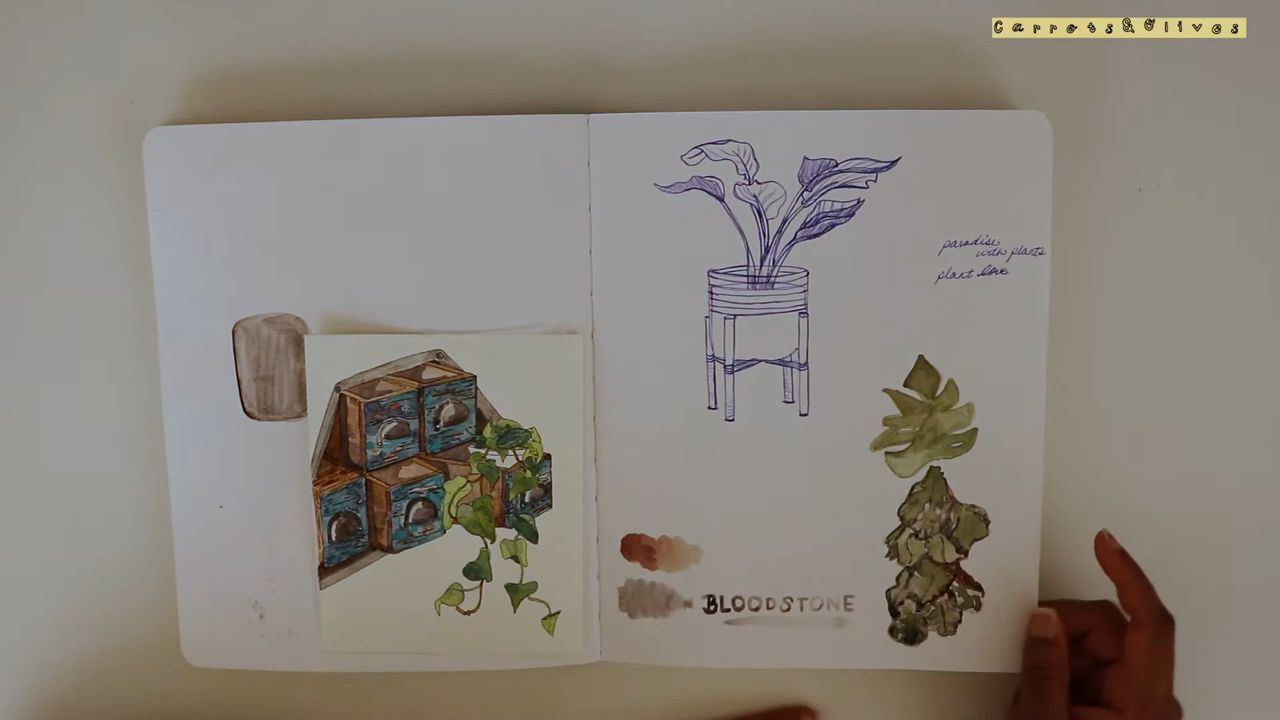 Carrots&Olives
paradise
with plants
plant love
BLOODSTONE